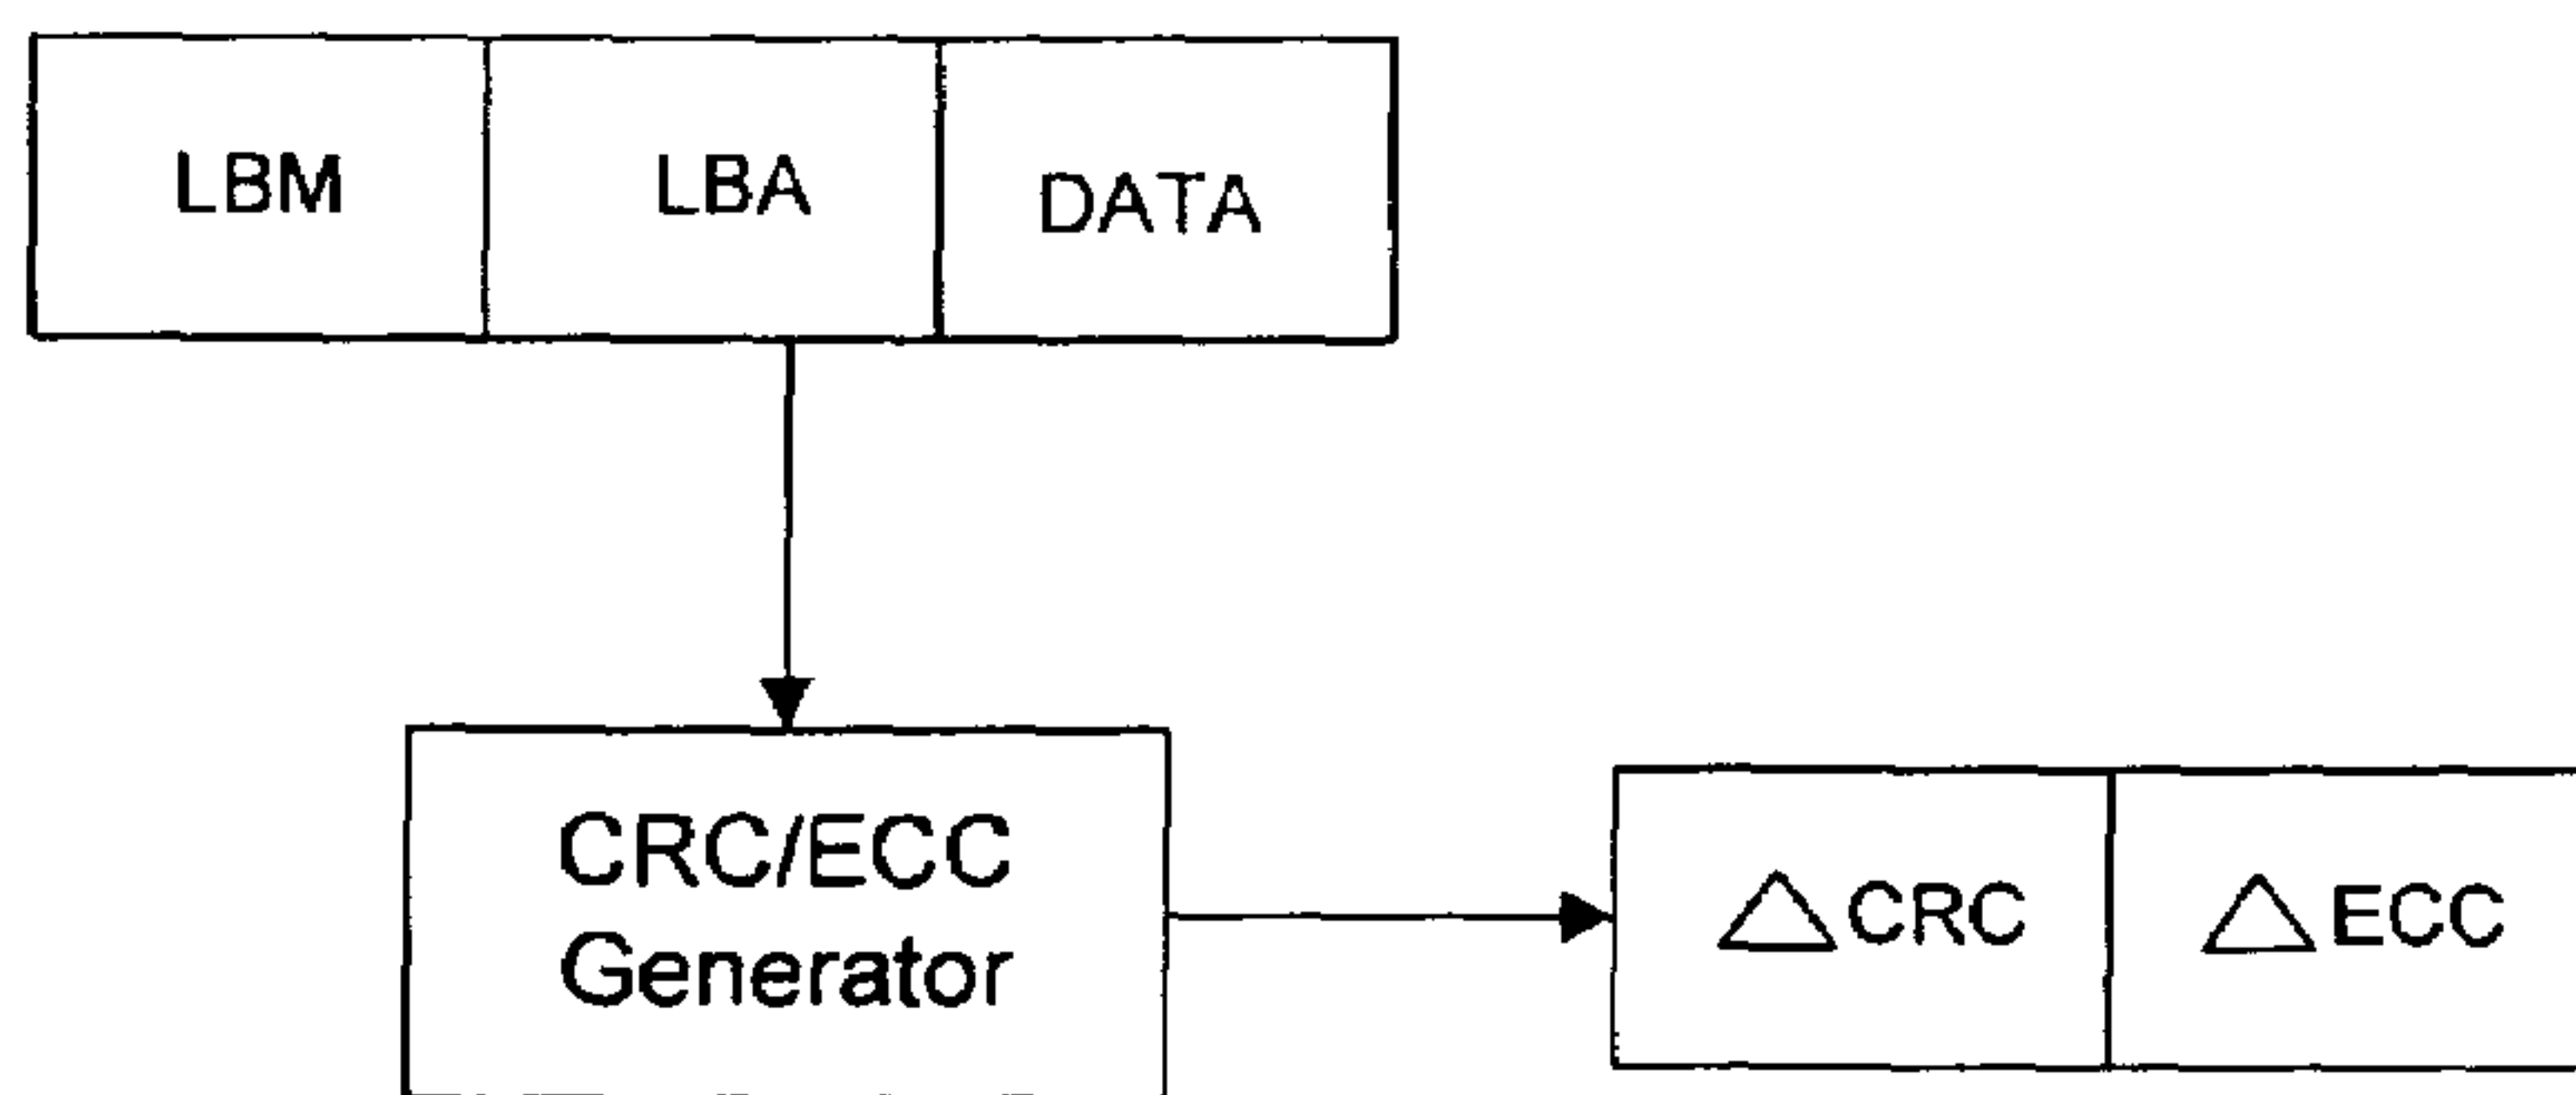 LBM LBA DATA
CRC/ECC
Generator
△CRC △ECC